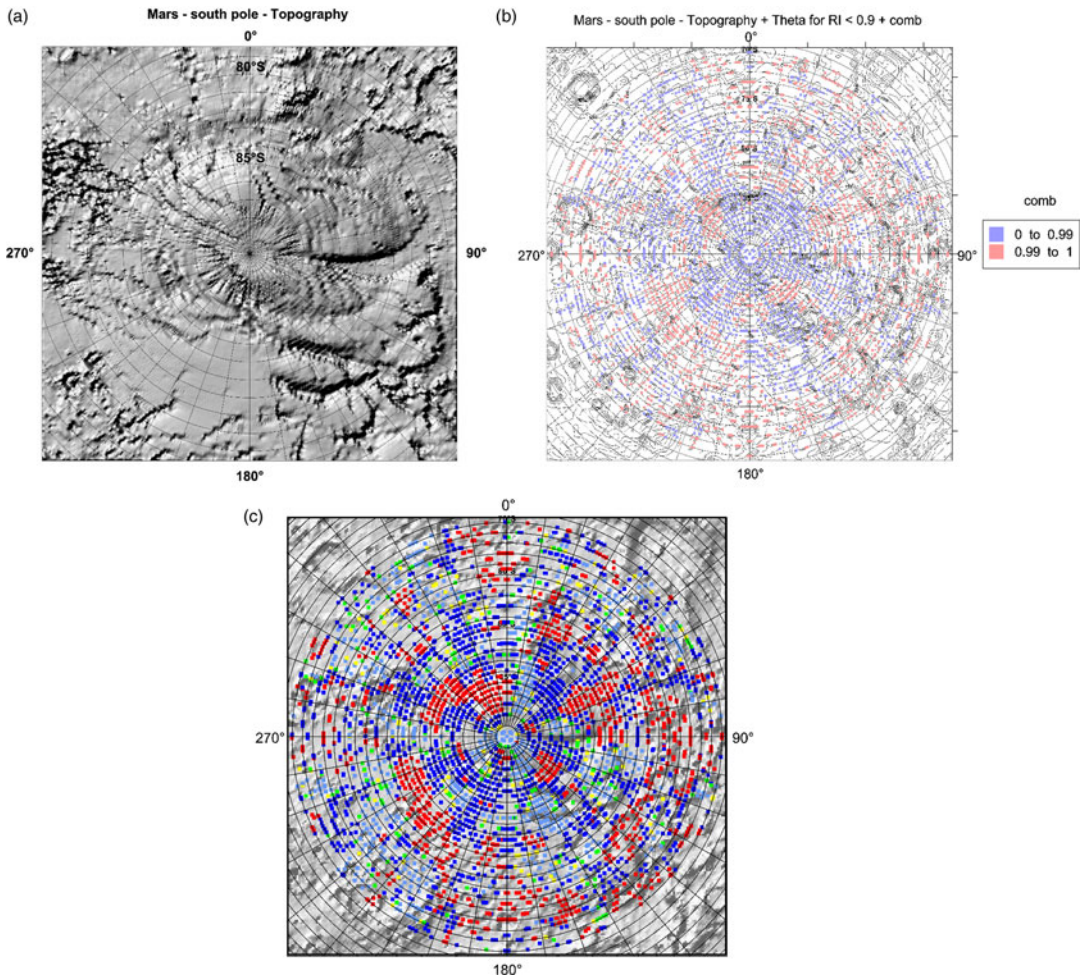 (a)
Mars - south pole - Topography
0°
80°S
85°S
270°
90°
180°
(b)
Mars - south pole - Topography + Theta for RI < 0.9 + comb
0°
270°
90°
180°
comb
0 to 0.99
0.99 to 1
(c)
0°
270°
90°
180°